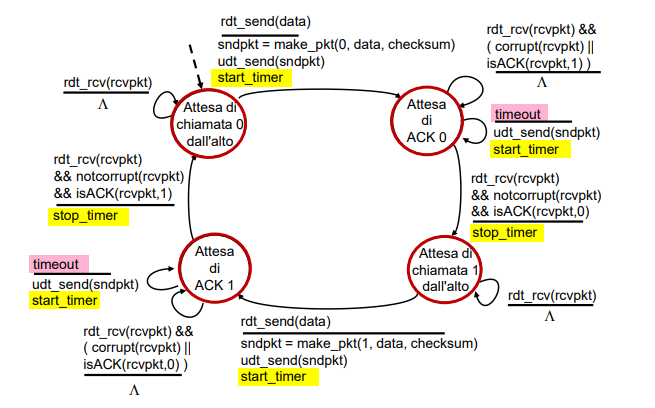 rdt_send(data)
sndpkt = make_pkt(0, data, checksum)
udt_send(sndpkt)
start_timer
rdt_rcv(rcvpkt) &&
( corrupt(rcvpkt) ||
isACK(rcvpkt,1) )
Λ
rdt_rcv(rcvpkt)
Λ
Attesa di
chiamata 0
dall'alto
Attesa
di
ACK 0
timeout
udt_send(sndpkt)
start_timer
rdt_rcv(rcvpkt)
&& notcorrupt(rcvpkt)
&& isACK(rcvpkt,1)
stop_timer
rdt_rcv(rcvpkt)
&& notcorrupt(rcvpkt)
&& isACK(rcvpkt,0)
stop_timer
timeout
udt_send(sndpkt)
start_timer
Attesa
di
ACK 1
Attesa di
chiamata 1
dall'alto
rdt_rcv(rcvpkt)
Λ
rdt_rcv(rcvpkt) &&
( corrupt(rcvpkt) ||
isACK(rcvpkt,0) )
Λ
rdt_send(data)
sndpkt = make_pkt(1, data, checksum)
udt_send(sndpkt)
start_timer